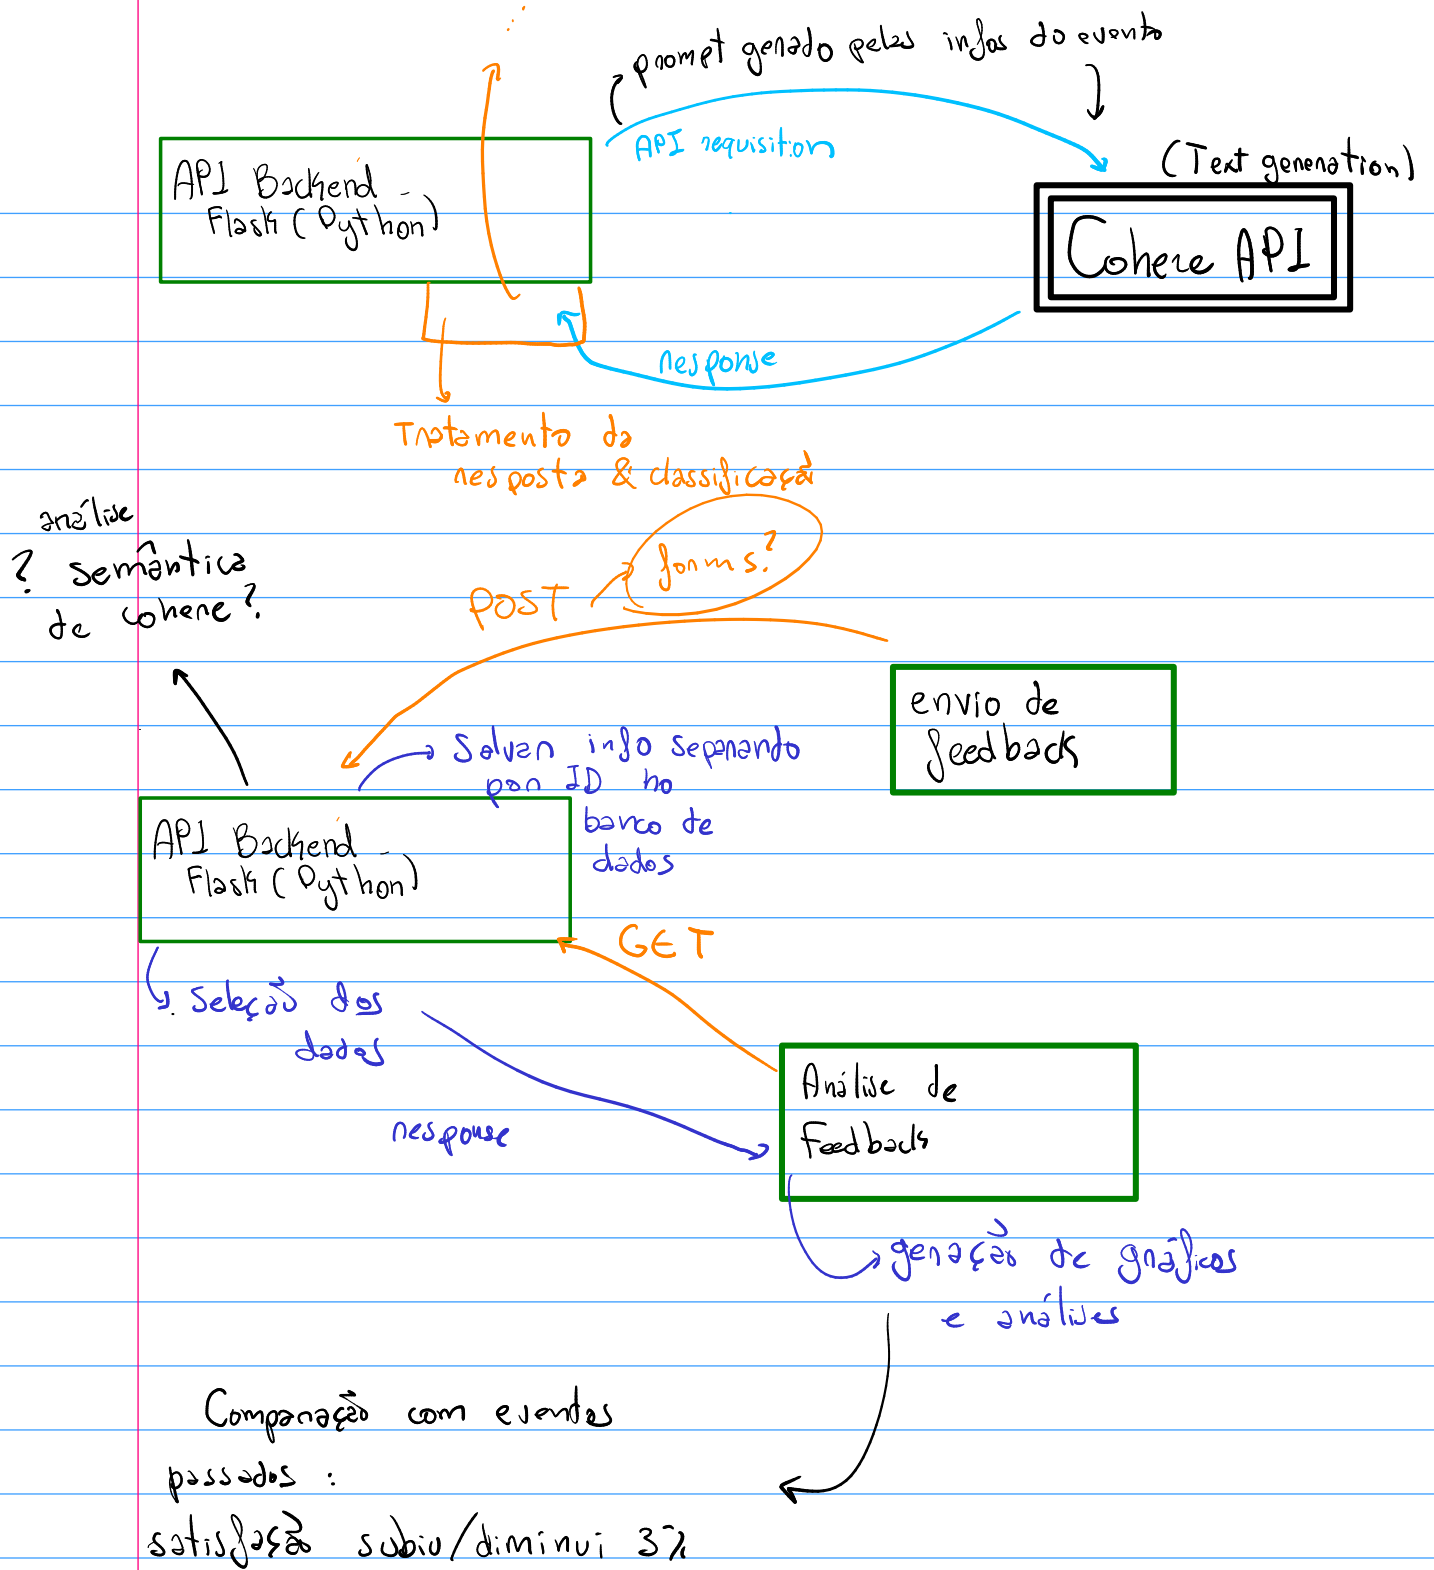 prompt gerado pelas infos do evento
API requisition
(Text generation)
API Backend -
Flask (Python)
Cohere API
response
Tratamento da
resposta & classificação
análise
? semântica
de cohere?
forms?
POST
envio de
feedback
Salvar info separando
por ID no
banco de
dados
API Backend -
Flask (Python)
GET
Seleção dos
dados
Análise de
Feedback
response
geração de gráficos
e análises
Comparação com eventos
passados :
satisfação subiu/diminui 3%